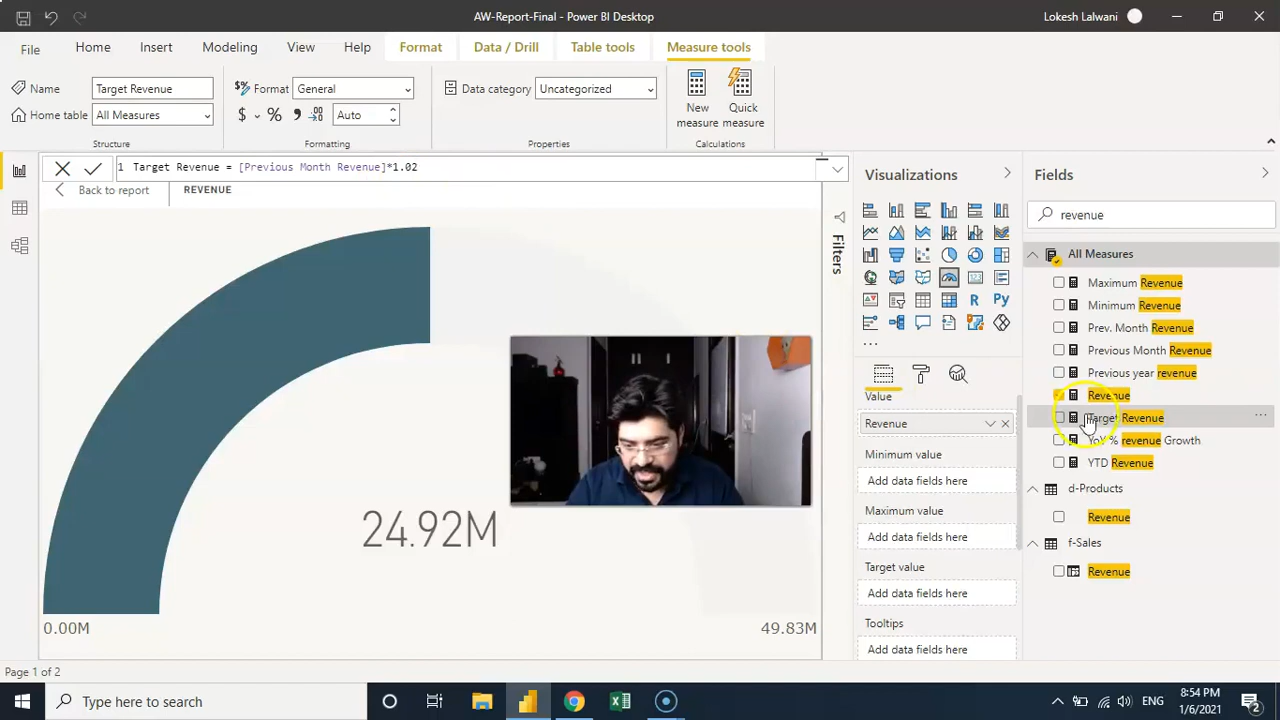 AW-Report-Final - Power BI Desktop
Lokesh Lalwani
File
Home
Insert
Modeling
View
Help
Format
Data / Drill
Table tools
Measure tools
Name
Target Revenue
Home table
All Measures
Structure
$% Format
General
$ % 9 .00
Auto
Formatting
Data category
Uncategorized
Properties
New
measure
Quick
measure
Calculations
1 Target Revenue = [Previous Month Revenue]*1.02
Back to report
REVENUE
24.92M
0.00M
49.83M
Filters
Visualizations
R
Py
Value
Revenue
Minimum value
Add data fields here
Maximum value
Add data fields here
Target value
Add data fields here
Tooltips
Add data fields here
Fields
revenue
All Measures
Maximum Revenue
Minimum Revenue
Prev. Month Revenue
Previous Month Revenue
Previous year revenue
Revenue
Target Revenue
YoY % revenue Growth
YTD Revenue
d-Products
Revenue
f-Sales
Revenue
Page 1 of 2
Type here to search
ENG
8:54 PM
1/6/2021
2